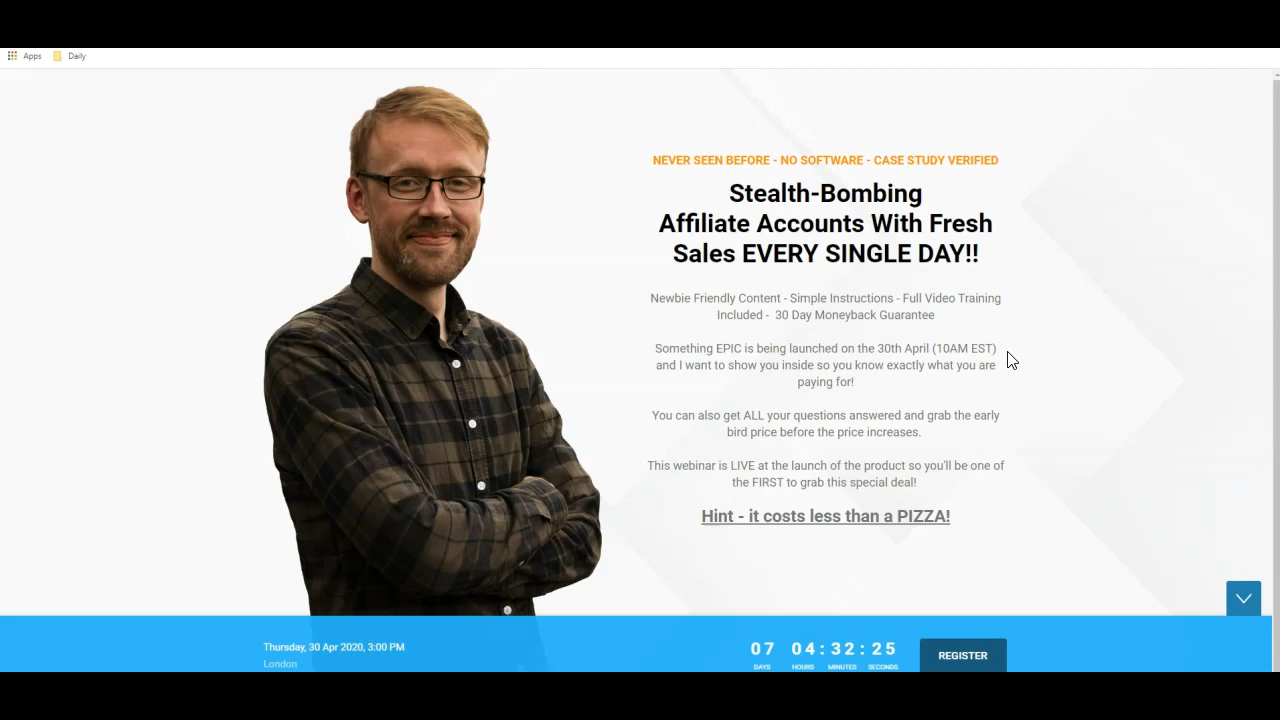 Apps Daily
NEVER SEEN BEFORE - NO SOFTWARE - CASE STUDY VERIFIED
Stealth-Bombing
Affiliate Accounts With Fresh
Sales EVERY SINGLE DAY!!
Newbie Friendly Content - Simple Instructions - Full Video Training
Included - 30 Day Moneyback Guarantee
Something EPIC is being launched on the 30th April (10AM EST)
and I want to show you inside so you know exactly what you are
paying for!
You can also get ALL your questions answered and grab the early
bird price before the price increases.
This webinar is LIVE at the launch of the product so you'll be one of
the FIRST to grab this special deal!
Hint - it costs less than a PIZZA!
Thursday, 30 Apr 2020, 3:00 PM
London
07 04:32:25
DAYS HOURS MINUTES SECONDS
REGISTER